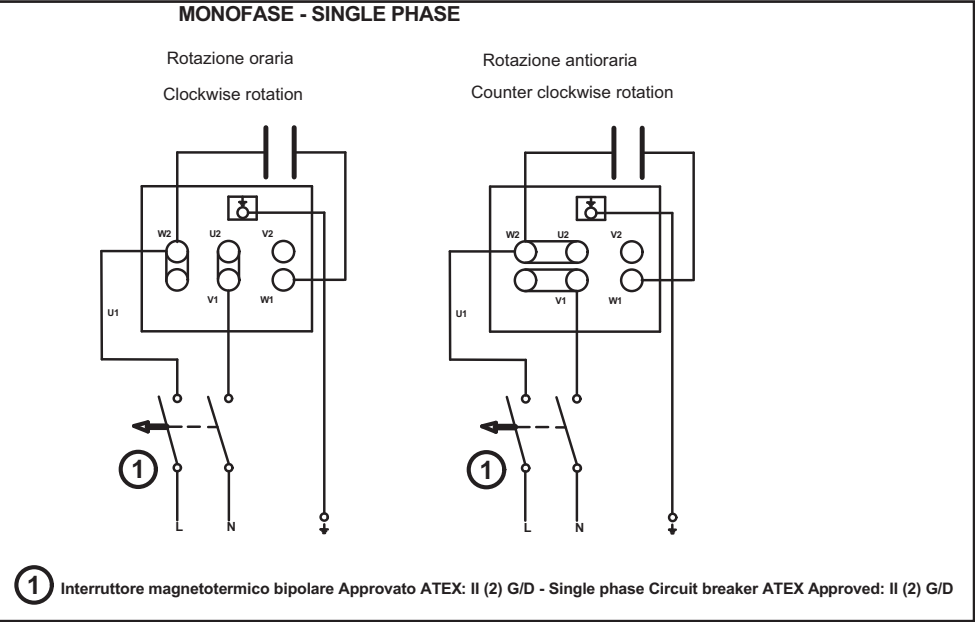 MONOFASE - SINGLE PHASE
Rotazione oraria
Clockwise rotation
Rotazione antioraria
Counter clockwise rotation
W2 U2 V2
V1 W1
U1
1
L N
W2 U2 V2
V1 W1
U1
1
L N
1 Interruttore magnetotermico bipolare Approvato ATEX: II (2) G/D - Single phase Circuit breaker ATEX Approved: II (2) G/D